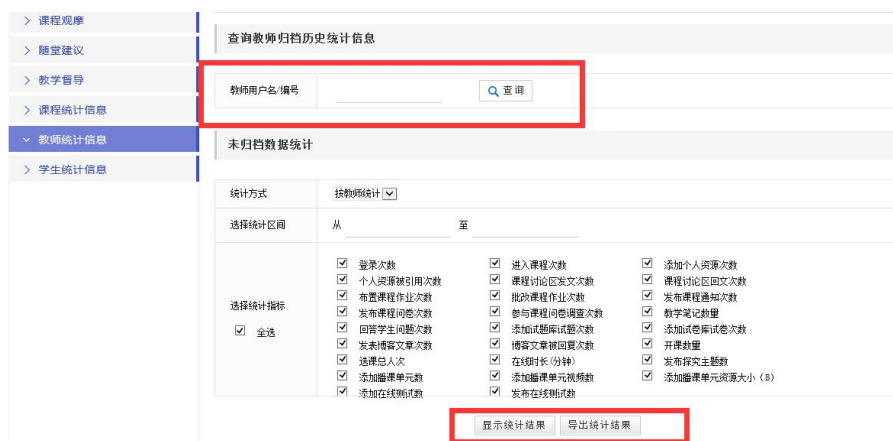 课程观摩
随堂建议
教学督导
课程统计信息
教师统计信息
学生统计信息
查询教师归档历史统计信息
教师用户名/编号 查询
未归档数据统计
统计方式 按教师统计
选择统计区间 从 至
选择统计指标
全选
登录次数 进入课程次数 添加个人资源次数
个人资源被引用次数 课程讨论区发文次数 课程讨论区回文次数
布置课程作业次数 批改课程作业次数 发布课程通知次数
发布课程问卷次数 参与课程问卷调查次数 教学笔记数量
回答学生问题次数 添加试题库试题次数 添加试卷库试卷次数
发表博客文章次数 博客文章被回复次数 开课数量
选课总人次 在线时长(分钟) 发布探究主题数
添加播课单元数 添加播课单元视频数 添加播课单元资源大小（B）
添加在线测试数 发布在线测试数
显示统计结果 导出统计结果